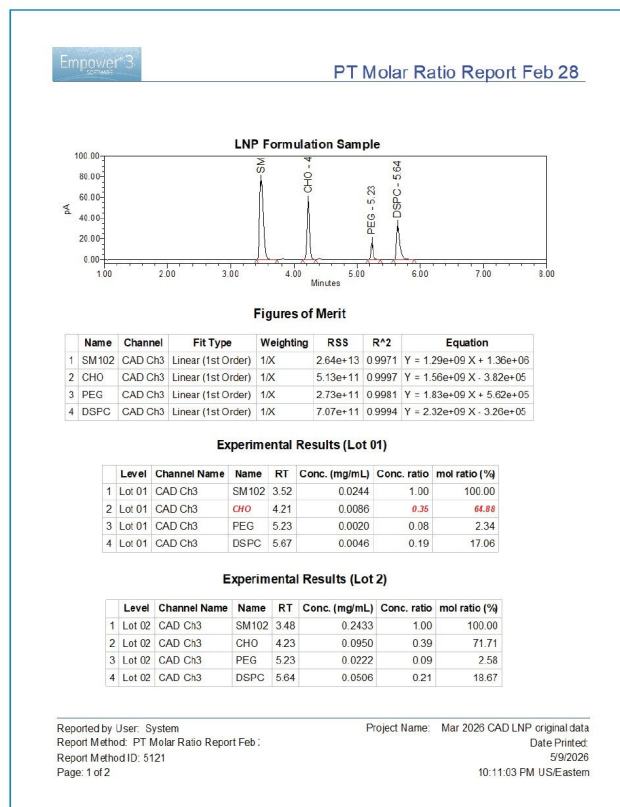 Empower®3
SOFTWARE
PT Molar Ratio Report Feb 28
LNP Formulation Sample
pA
100.00
80.00
60.00
40.00
20.00
0.00
SM
CHO - 4
PEG - 5.23
DSPC - 5.64
1.00 2.00 3.00 4.00 5.00 6.00 7.00 8.00
Minutes
Figures of Merit
Name Channel Fit Type Weighting RSS R^2 Equation
1 SM102 CAD Ch3 Linear (1st Order) 1/X 2.64e+13 0.9971 Y = 1.29e+09 X + 1.36e+06
2 CHO CAD Ch3 Linear (1st Order) 1/X 5.13e+11 0.9997 Y = 1.56e+09 X - 3.82e+05
3 PEG CAD Ch3 Linear (1st Order) 1/X 2.73e+11 0.9981 Y = 1.83e+09 X + 5.62e+05
4 DSPC CAD Ch3 Linear (1st Order) 1/X 7.07e+11 0.9994 Y = 2.32e+09 X - 3.26e+05
Experimental Results (Lot 01)
Level Channel Name Name RT Conc. (mg/mL) Conc. ratio mol ratio (%)
1 Lot 01 CAD Ch3 SM102 3.52 0.0244 1.00 100.00
2 Lot 01 CAD Ch3 CHO 4.21 0.0086 0.35 64.88
3 Lot 01 CAD Ch3 PEG 5.23 0.0020 0.08 2.34
4 Lot 01 CAD Ch3 DSPC 5.67 0.0046 0.19 17.06
Experimental Results (Lot 2)
Level Channel Name Name RT Conc. (mg/mL) Conc. ratio mol ratio (%)
1 Lot 02 CAD Ch3 SM102 3.48 0.2433 1.00 100.00
2 Lot 02 CAD Ch3 CHO 4.23 0.0950 0.39 71.71
3 Lot 02 CAD Ch3 PEG 5.23 0.0222 0.09 2.58
4 Lot 02 CAD Ch3 DSPC 5.64 0.0506 0.21 18.67
Reported by User: System Project Name: Mar 2026 CAD LNP original data
Report Method: PT Molar Ratio Report Feb : Date Printed:
Report Method ID: 5121 5/9/2026
Page: 1 of 2 10:11:03 PM US/Eastern